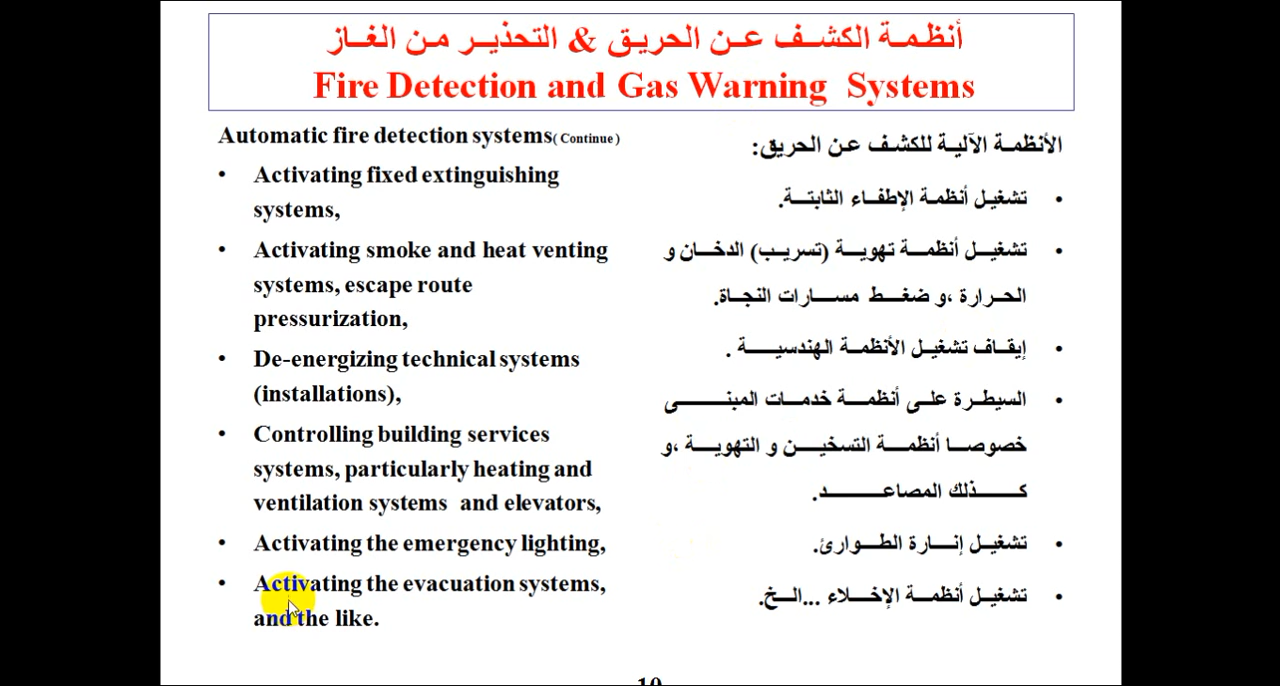 أنظمة الكشف عن الحريق & التحذير من الغاز
Fire Detection and Gas Warning Systems
Automatic fire detection systems( Continue )
• Activating fixed extinguishing
systems,
• Activating smoke and heat venting
systems, escape route
pressurization,
• De-energizing technical systems
(installations),
• Controlling building services
systems, particularly heating and
ventilation systems and elevators,
• Activating the emergency lighting,
• Activating the evacuation systems,
and the like.
الأنظمة الآلية للكشف عن الحريق:
• تشغيل أنظمة الإطفاء الثابتة.
• تشغيل أنظمة تهوية (تسريب) الدخان و
الحرارة ،و ضغط مسارات النجاة.
• إيقاف تشغيل الأنظمة الهندسية .
• السيطرة على أنظمة خدمات المبنى
خصوصا أنظمة التسخين و التهوية ،و
كذلك المصاعد.
• تشغيل إنارة الطوارئ.
• تشغيل أنظمة الإخلاء ...الخ.
10